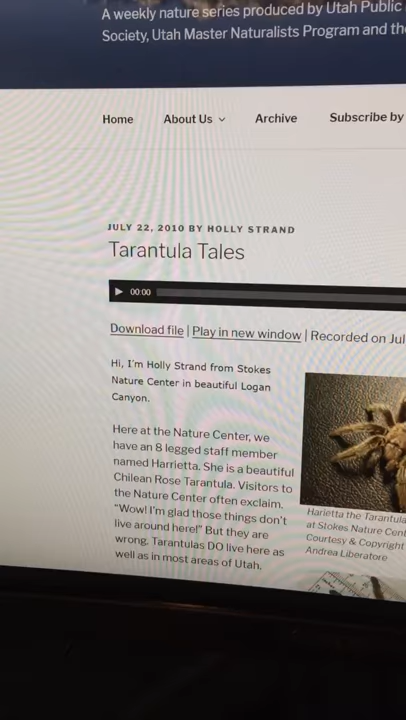 A weekly nature series produced by Utah Public
Society, Utah Master Naturalists Program and the
Home About Us Archive Subscribe by
JULY 22, 2010 BY HOLLY STRAND
Tarantula Tales
00:00
Download file | Play in new window | Recorded on Jul
Hi, I'm Holly Strand from Stokes
Nature Center in beautiful Logan
Canyon.
Here at the Nature Center, we
have an 8 legged staff member
named Harrietta. She is a beautiful
Chilean Rose Tarantula. Visitors to
the Nature Center often exclaim,
“Wow! I'm glad those things don't
live around here!” But they are
wrong. Tarantulas DO live here as
well as in most areas of Utah.
Harietta the Tarantula
at Stokes Nature Cent
Courtesy & Copyright
Andrea Liberatore